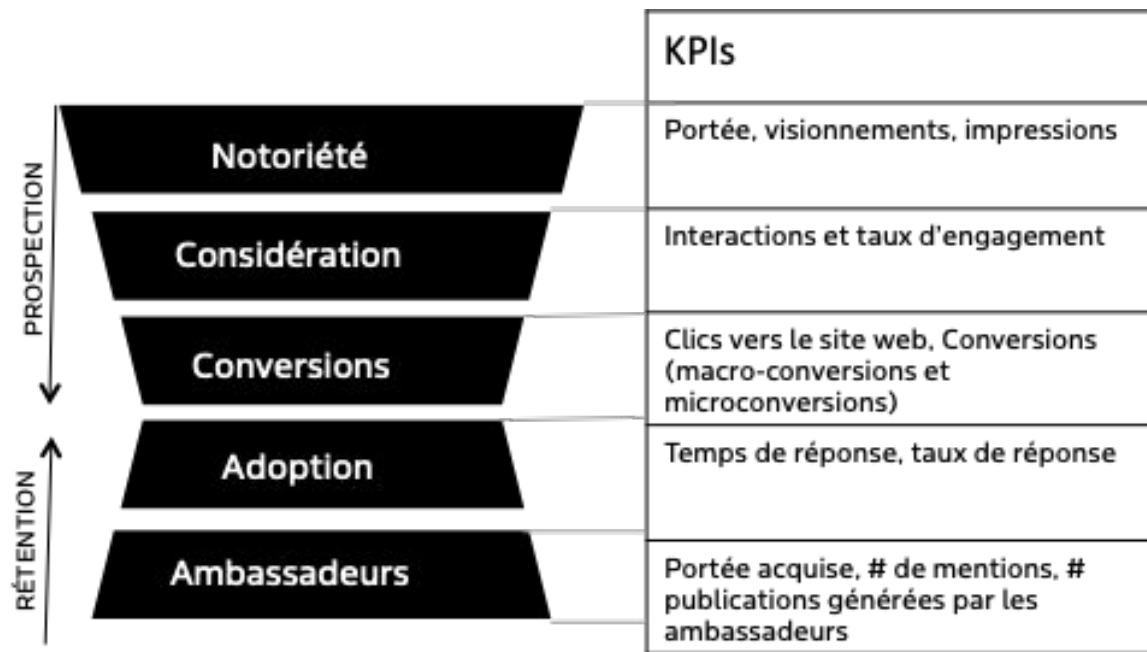 KPIs
PROSPECTION
Notoriété
Portée, visionnements, impressions
Considération
Interactions et taux d'engagement
Conversions
Clics vers le site web, Conversions
(macro-conversions et
microconversions)
RÉTENTION
Adoption
Temps de réponse, taux de réponse
Ambassadeurs
Portée acquise, # de mentions, #
publications générées par les
ambassadeurs